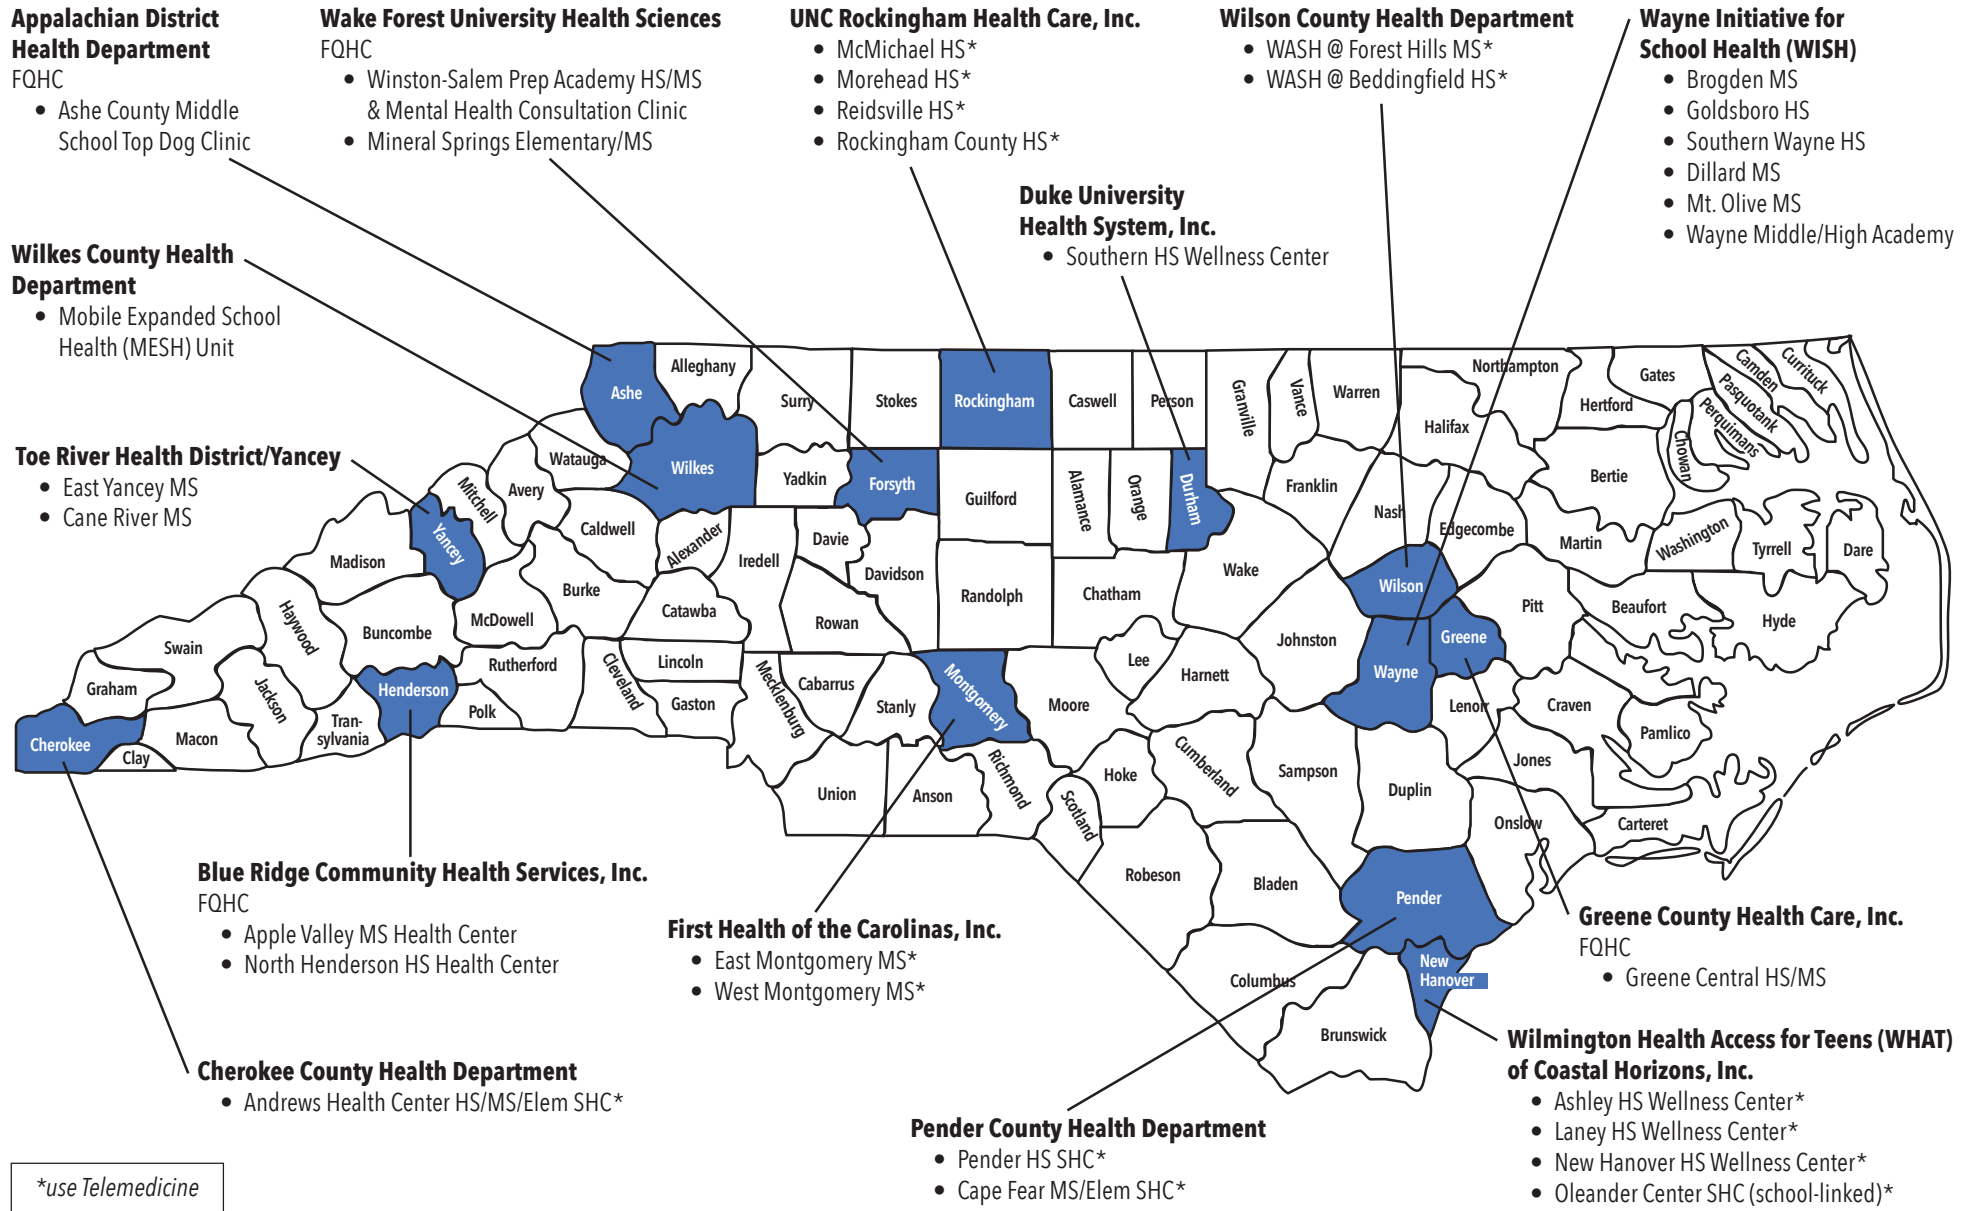 Appalachian District
Health Department
FQHC
• Ashe County Middle
School Top Dog Clinic
Wake Forest University Health Sciences
FQHC
• Winston-Salem Prep Academy HS/MS
& Mental Health Consultation Clinic
• Mineral Springs Elementary/MS
UNC Rockingham Health Care, Inc.
• McMichael HS*
• Morehead HS*
• Reidsville HS*
• Rockingham County HS*
Wilson County Health Department
• WASH @ Forest Hills MS*
• WASH @ Beddingfield HS*
Wayne Initiative for
School Health (WISH)
• Brogden MS
• Goldsboro HS
• Southern Wayne HS
• Dillard MS
• Mt. Olive MS
• Wayne Middle/High Academy
Duke University
Health System, Inc.
• Southern HS Wellness Center
Wilkes County Health
Department
• Mobile Expanded School
Health (MESH) Unit
Toe River Health District/Yancey
• East Yancey MS
• Cane River MS
Ashe
Alleghany
Surry
Stokes
Rockingham
Caswell
Person
Granville
Vance
Warren
Northampton
Hertford
Gates
Camden
Currituck
Pasquotank
Perquimans
Chowan
Halifax
Bertie
Watauga
Wilkes
Yadkin
Forsyth
Guilford
Alamance
Orange
Durham
Franklin
Nash
Edgecombe
Martin
Washington
Tyrrell
Dare
Mitchell
Avery
Caldwell
Alexander
Iredell
Davie
Davidson
Randolph
Chatham
Wake
Wilson
Pitt
Beaufort
Hyde
Madison
Yancey
Burke
Catawba
Rowan
McDowell
Buncombe
Haywood
Swain
Graham
Jackson
Henderson
Rutherford
Polk
Cleveland
Lincoln
Gaston
Mecklenburg
Cabarrus
Stanly
Montgomery
Moore
Lee
Harnett
Johnston
Wayne
Greene
Lenoir
Craven
Pamlico
Cherokee
Clay
Macon
Tran-
sylvania
Union
Anson
Richmond
Scotland
Hoke
Cumberland
Sampson
Duplin
Jones
Onslow
Carteret
Robeson
Bladen
Pender
Columbus
New
Hanover
Brunswick
Blue Ridge Community Health Services, Inc.
FQHC
• Apple Valley MS Health Center
• North Henderson HS Health Center
First Health of the Carolinas, Inc.
• East Montgomery MS*
• West Montgomery MS*
Greene County Health Care, Inc.
FQHC
• Greene Central HS/MS
Cherokee County Health Department
• Andrews Health Center HS/MS/Elem SHC*
Pender County Health Department
• Pender HS SHC*
• Cape Fear MS/Elem SHC*
Wilmington Health Access for Teens (WHAT)
of Coastal Horizons, Inc.
• Ashley HS Wellness Center*
• Laney HS Wellness Center*
• New Hanover HS Wellness Center*
• Oleander Center SHC (school-linked)*
*use Telemedicine